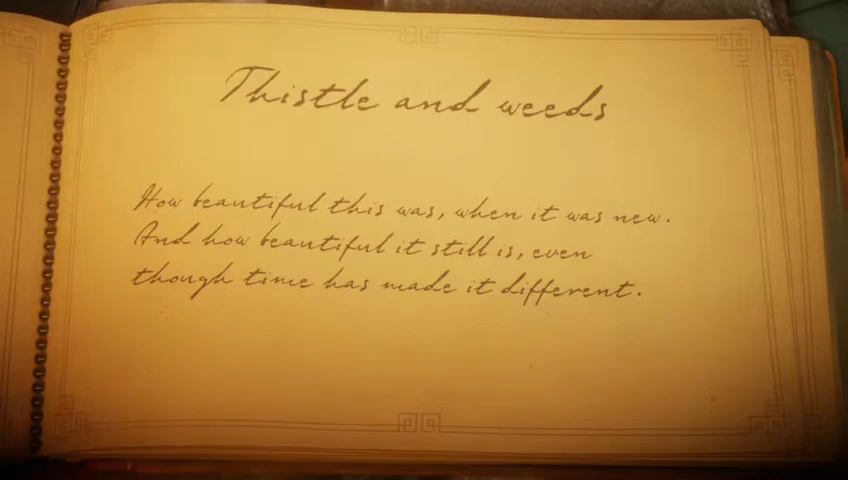 Thistle and weeds
How beautiful this was, when it was new.
And how beautiful it still is, even
though time has made it different.